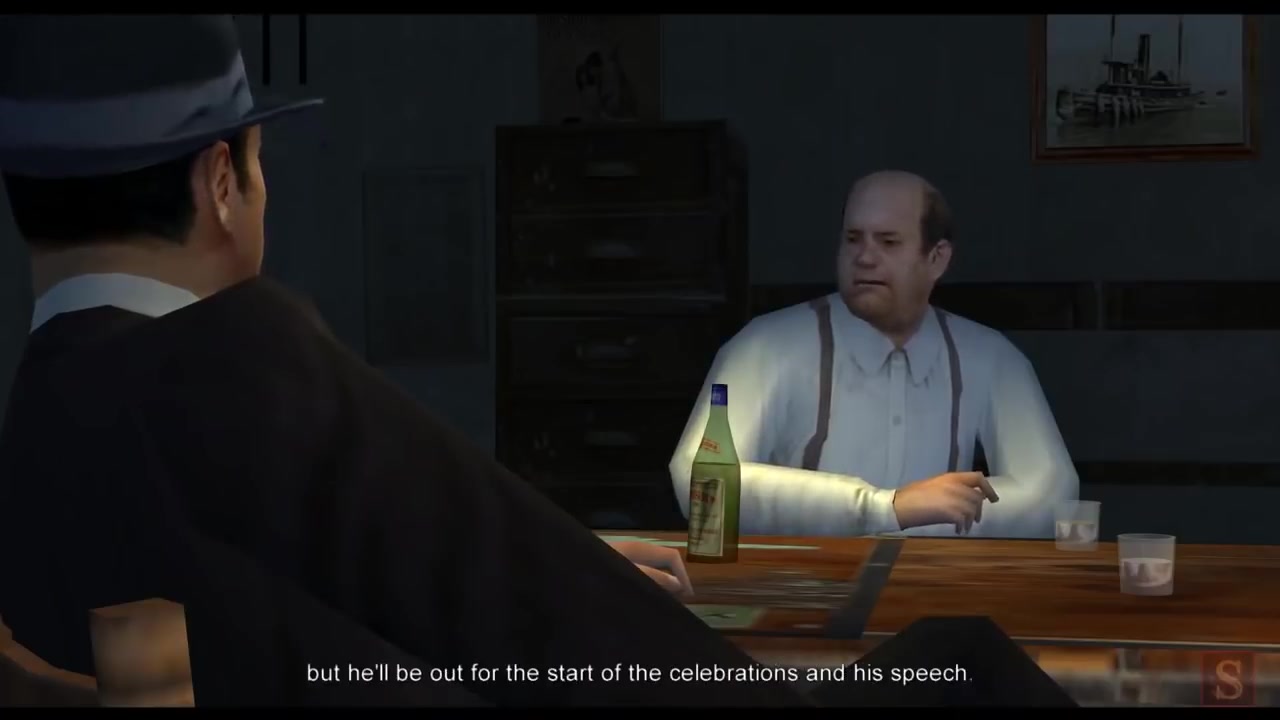 but he'll be out for the start of the celebrations and his speech.
S